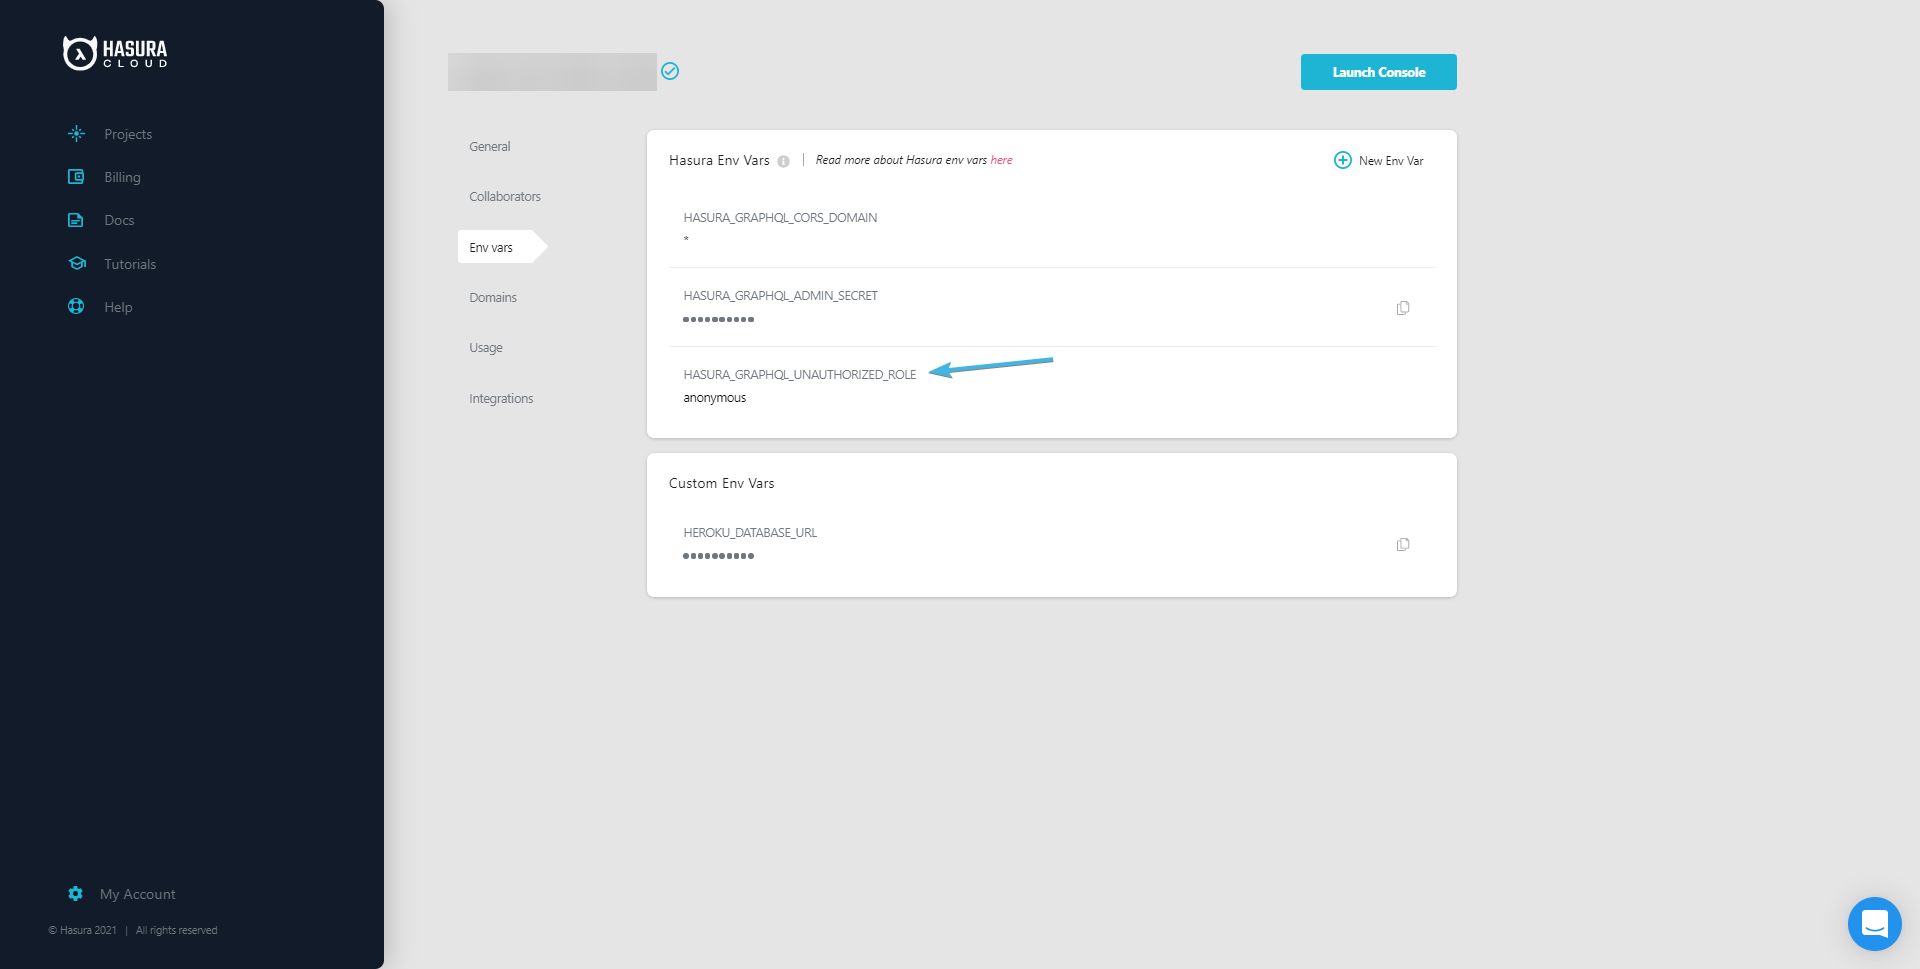 HASURA
CLOUD
Projects
Billing
Docs
Tutorials
Help
My Account
© Hasura 2021 | All rights reserved
Launch Console
General
Collaborators
Env vars
Domains
Usage
Integrations
Hasura Env Vars | Read more about Hasura env vars here
New Env Var
HASURA_GRAPHQL_CORS_DOMAIN
*
HASURA_GRAPHQL_ADMIN_SECRET
●●●●●●●●●●
HASURA_GRAPHQL_UNAUTHORIZED_ROLE
anonymous
Custom Env Vars
HEROKU_DATABASE_URL
●●●●●●●●●●